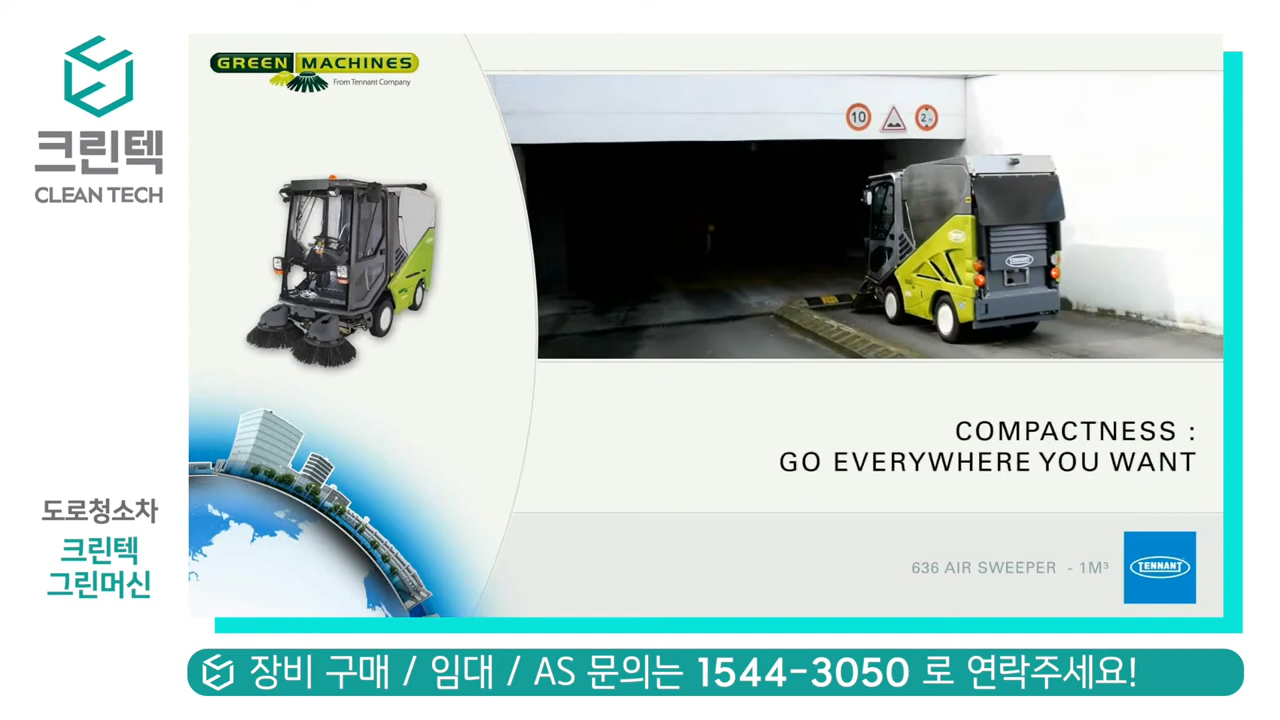 크린텍
CLEAN TECH
GREEN MACHINES
From Tennant Company
10
2
TENNANT
COMPACTNESS :
GO EVERYWHERE YOU WANT
636 AIR SWEEPER - 1M³
TENNANT
도로청소차
크린텍
그린머신
장비 구매 / 임대 / AS 문의는 1544-3050 로 연락주세요!